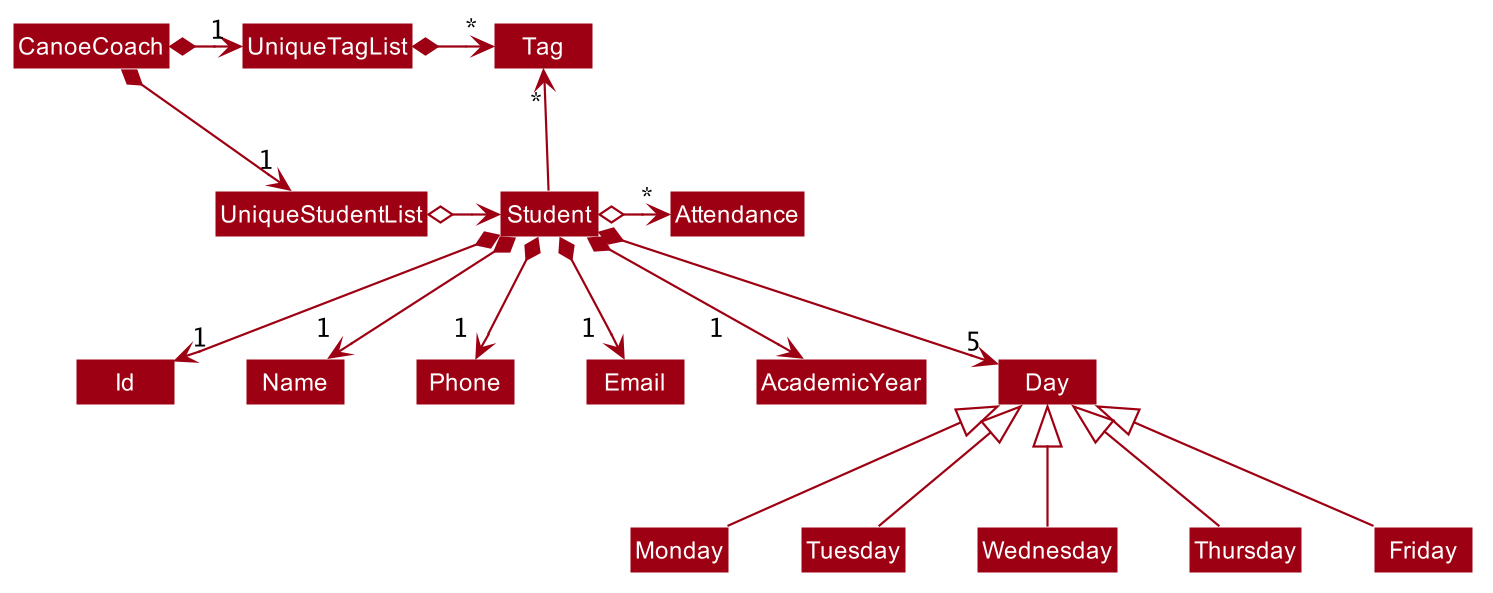 CanoeCoach 1 UniqueTagList * Tag
*
1
UniqueStudentList Student * Attendance
1 1 1 1 1 5
Id Name Phone Email AcademicYear Day
Monday Tuesday Wednesday Thursday Friday